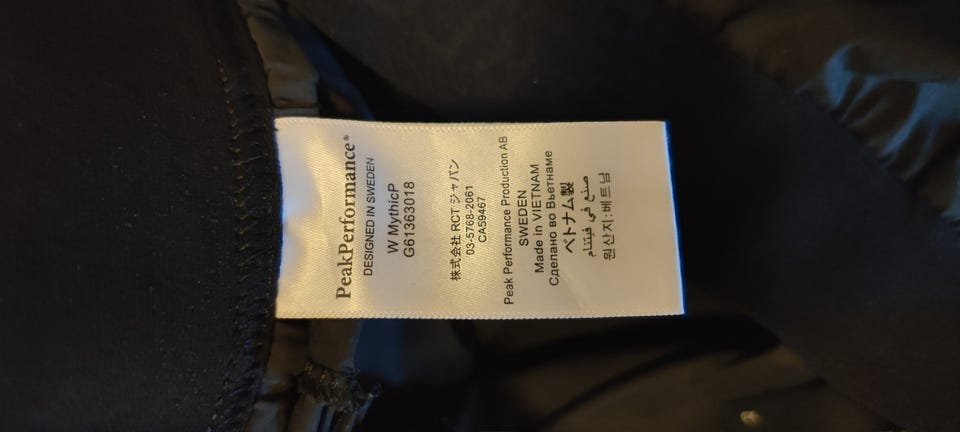 PeakPerformance®
DESIGNED IN SWEDEN
W MythicP
G61363018
株式会社 RCT ジャパン
03-5768-2061
CA59467
Peak Performance Production AB
SWEDEN
Made in VIETNAM
Сделано во Вьетнаме
ベトナム製
صنع في فيتنام
원산지:베트남